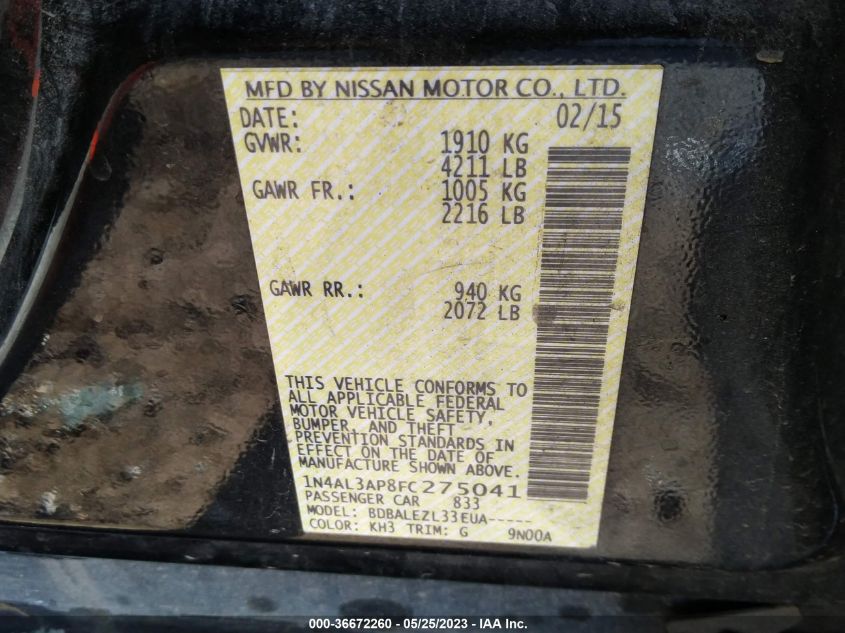 MFD BY NISSAN MOTOR CO., LTD.
DATE: 02/15
GVWR: 1910 KG
4211 LB
GAWR FR.: 1005 KG
2216 LB
GAWR RR.: 940 KG
2072 LB
THIS VEHICLE CONFORMS TO
ALL APPLICABLE FEDERAL
MOTOR VEHICLE SAFETY,
BUMPER, AND THEFT
PREVENTION STANDARDS IN
EFFECT ON THE DATE OF
MANUFACTURE SHOWN ABOVE.
1N4AL3AP8FC275041
PASSENGER CAR 833
MODEL: BDBALEZL33EUA-----
COLOR: KH3 TRIM: G 9N00A
000-36672260 - 05/25/2023 - © IAA Inc.